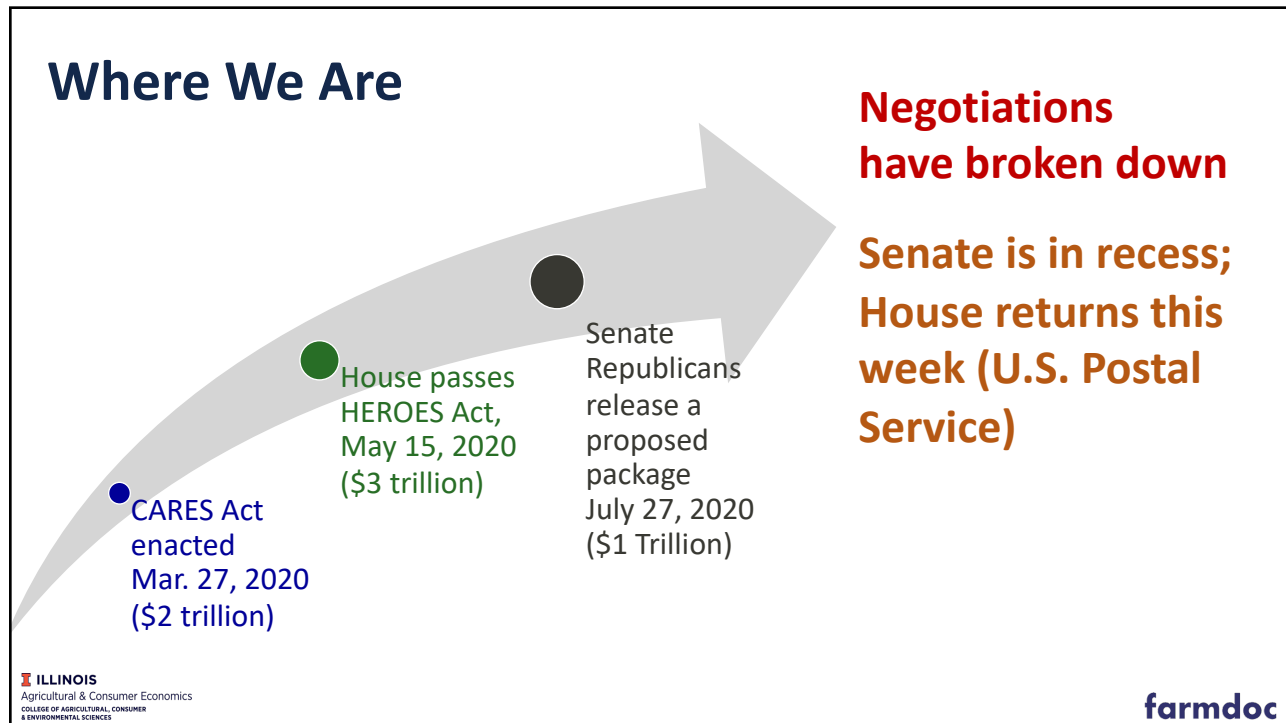 Where We Are
CARES Act
enacted
Mar. 27, 2020
($2 trillion)
House passes
HEROES Act,
May 15, 2020
($3 trillion)
Senate
Republicans
release a
proposed
package
July 27, 2020
($1 Trillion)
Negotiations
have broken down
Senate is in recess;
House returns this
week (U.S. Postal
Service)
I ILLINOIS
Agricultural & Consumer Economics
COLLEGE OF AGRICULTURAL, CONSUMER
& ENVIRONMENTAL SCIENCES
farmdoc